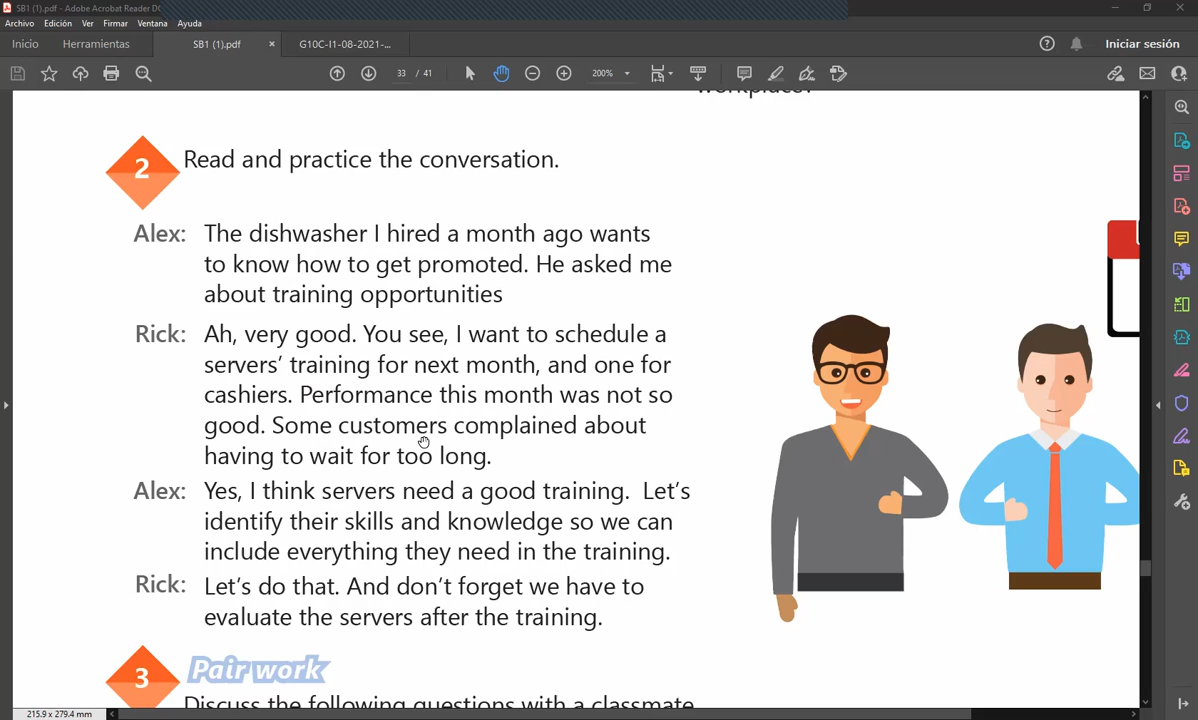 SB1 (1).pdf - Adobe Acrobat Reader DC
Archivo Edición Ver Firmar Ventana Ayuda
Inicio Herramientas SB1 (1).pdf × G10C-I1-08-2021-... Iniciar sesión
33 / 41 200%
2 Read and practice the conversation.
Alex: The dishwasher I hired a month ago wants
to know how to get promoted. He asked me
about training opportunities
Rick: Ah, very good. You see, I want to schedule a
servers’ training for next month, and one for
cashiers. Performance this month was not so
good. Some customers complained about
having to wait for too long.
Alex: Yes, I think servers need a good training. Let’s
identify their skills and knowledge so we can
include everything they need in the training.
Rick: Let’s do that. And don’t forget we have to
evaluate the servers after the training.
3 Pair work
Discuss the following questions with a classmate
215.9 x 279.4 mm